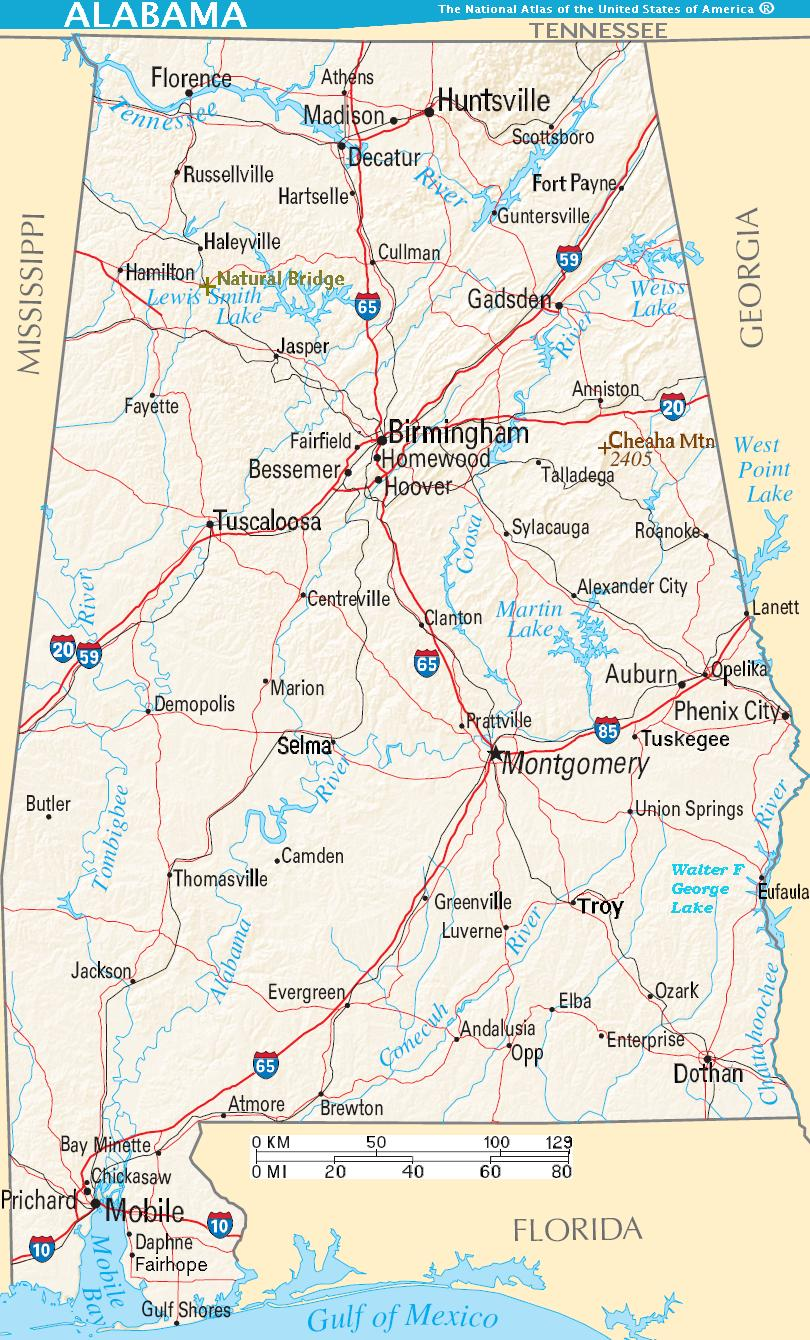 ALABAMA
The National Atlas of the United States of America ®
TENNESSEE
Florence
Athens
Huntsville
Tennessee
Madison
Scottsboro
Decatur
River
Russellville
Hartselle
Fort Payne
Guntersville
MISSISSIPPI
GEORGIA
Haleyville
Cullman
59
Hamilton
Natural Bridge
Lewis Smith
Lake
65
Gadsden
Weiss
Lake
River
Jasper
Anniston
Fayette
20
Birmingham
Fairfield
Homewood
Cheaha Mtn
2405
West
Point
Lake
Bessemer
Hoover
Talladega
Tuscaloosa
Coosa
Sylacauga
Roanoke
River
Centreville
Alexander City
Martin
Lake
Lanett
Clanton
20
59
65
Auburn
Opelika
Marion
Demopolis
Phenix City
Prattville
85
Selma
Tuskegee
River
Montgomery
Butler
Tombigbee
Union Springs
River
Camden
Thomasville
Walter F
George
Lake
Eufaula
Greenville
Troy
Luverne
River
Alabama
Jackson
Evergreen
Ozark
Elba
Chattahoochee
Conecuh
Andalusia
Opp
Enterprise
65
Dothan
Atmore
Brewton
Bay Minette
0 KM 50 100 129
0 MI 20 40 60 80
Chickasaw
Prichard
Mobile
10
10
FLORIDA
Daphne
Fairhope
Mobile
Bay
Gulf Shores
Gulf of Mexico